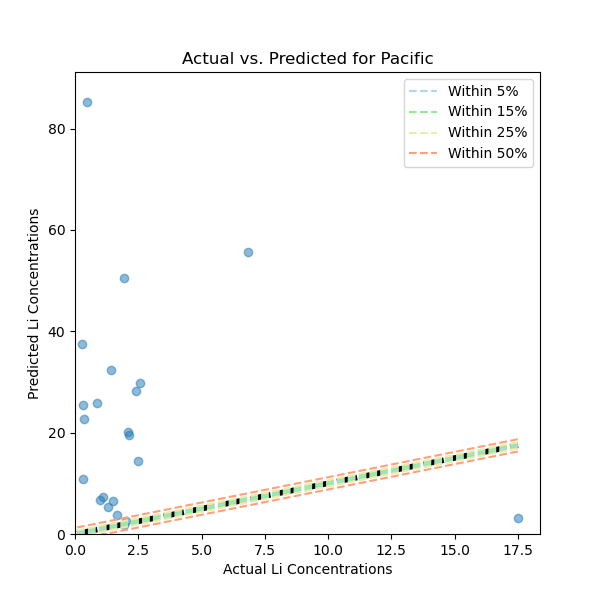 Actual vs. Predicted for Pacific
Within 5%
Within 15%
Within 25%
Within 50%
80
60
40
20
0
Predicted Li Concentrations
0.0 2.5 5.0 7.5 10.0 12.5 15.0 17.5
Actual Li Concentrations